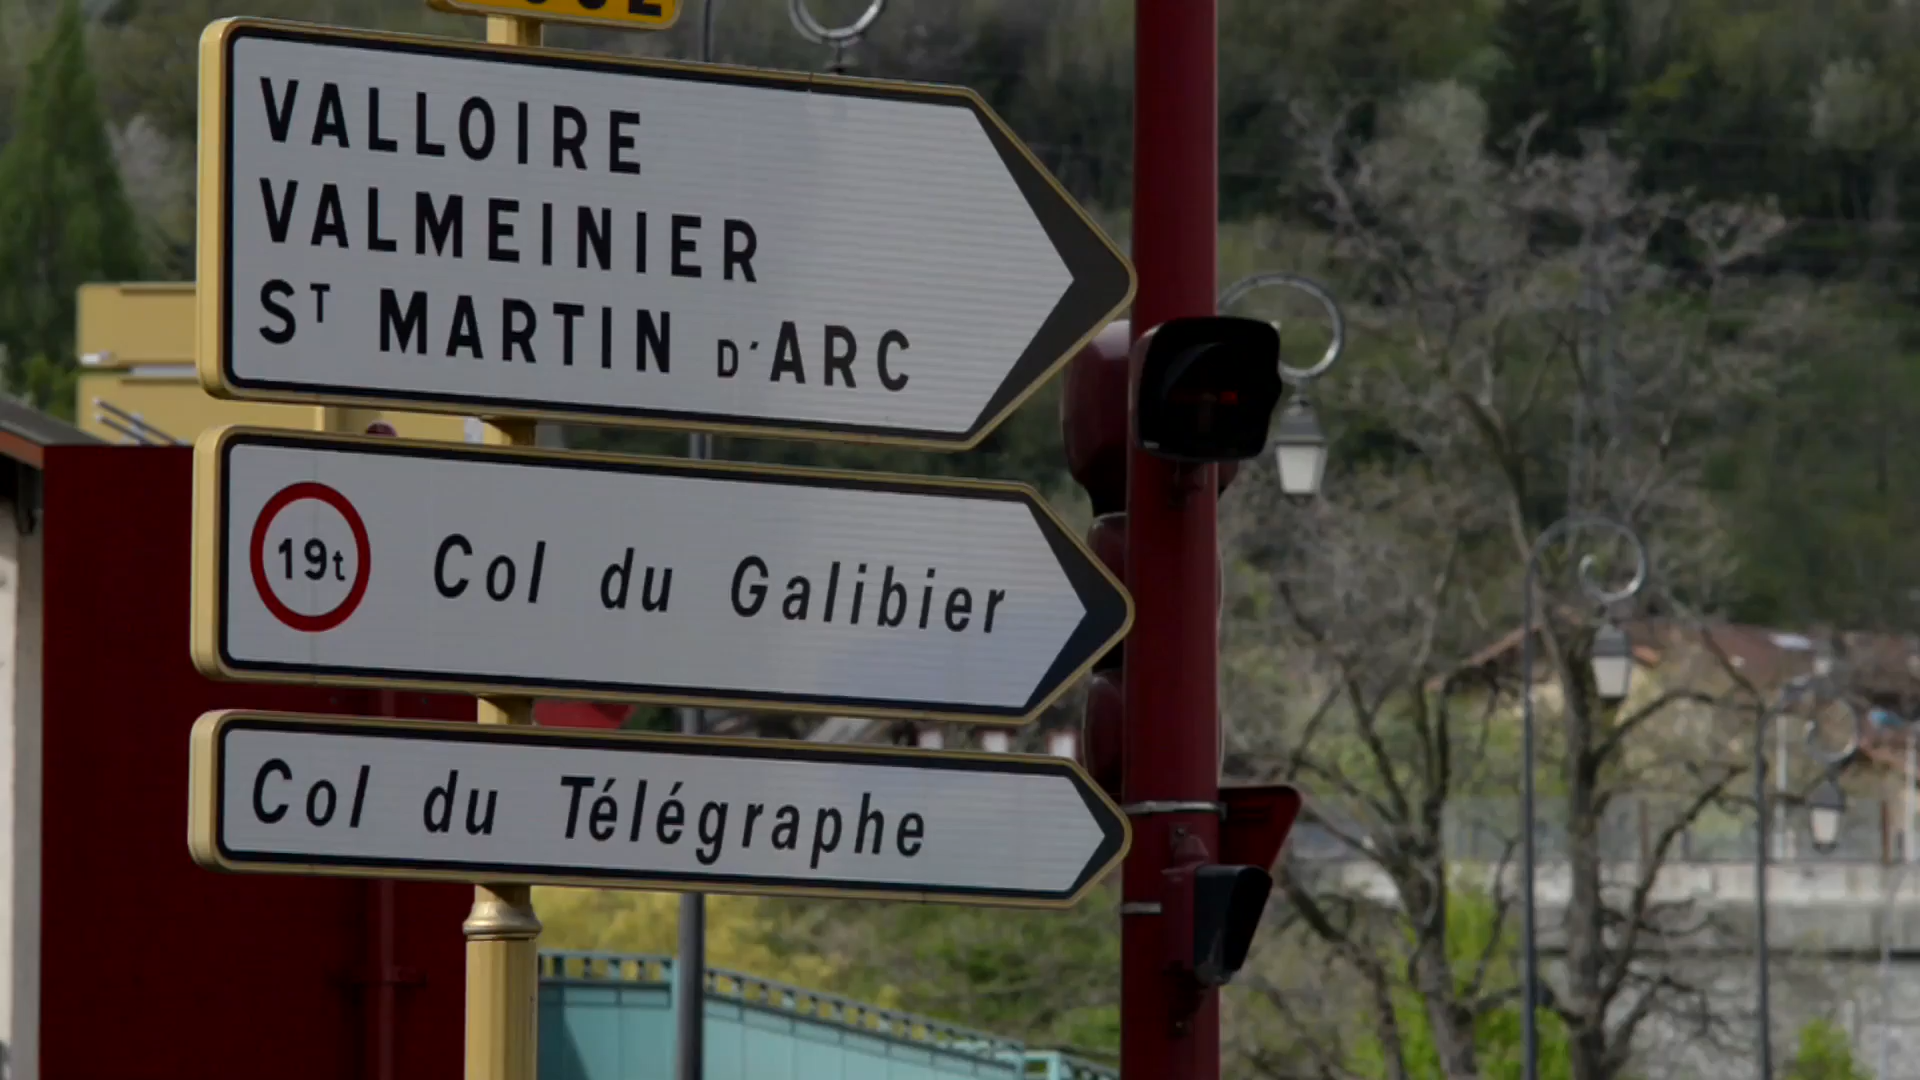 VALLOIRE
VALMEINIER
ST MARTIN D'ARC
19t Col du Galibier
Col du Télégraphe